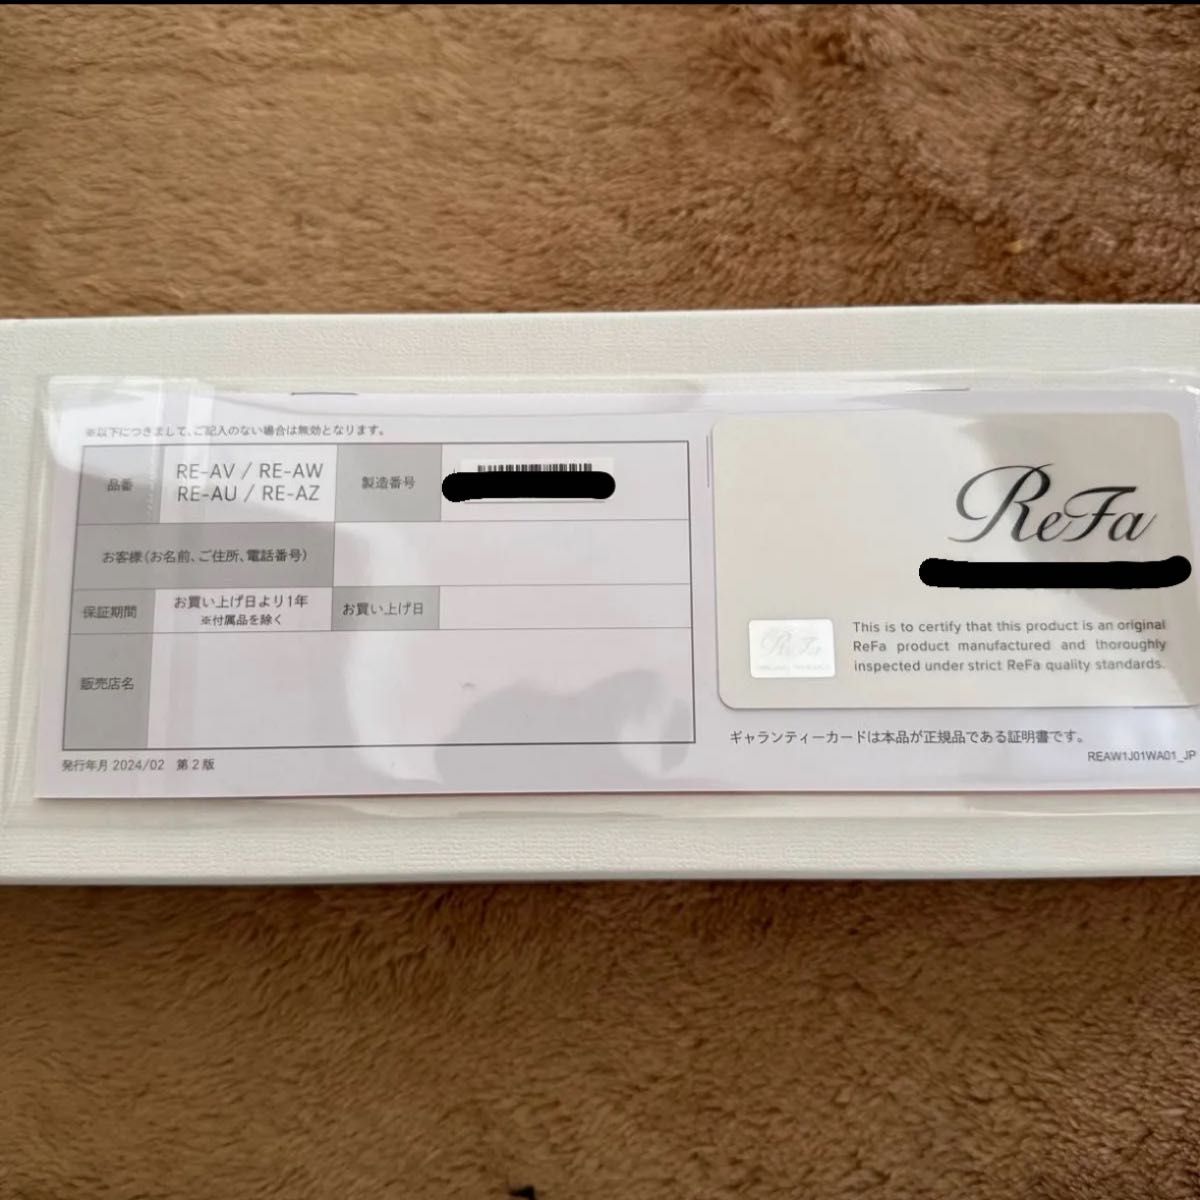 ※以下につきまして、ご記入のない場合は無効となります。
品番
RE-AV / RE-AW
RE-AU / RE-AZ
製造番号
お客様(お名前、ご住所、電話番号)
保証期間
お買い上げ日より1年
※付属品を除く
お買い上げ日
販売店名
発行年月 2024/02 第2版
ReFa
ReFa
This is to certify that this product is an original
ReFa product manufactured and thoroughly
inspected under strict ReFa quality standards.
ギャランティーカードは本品が正規品である証明書です。
REAW1J01WA01_JP